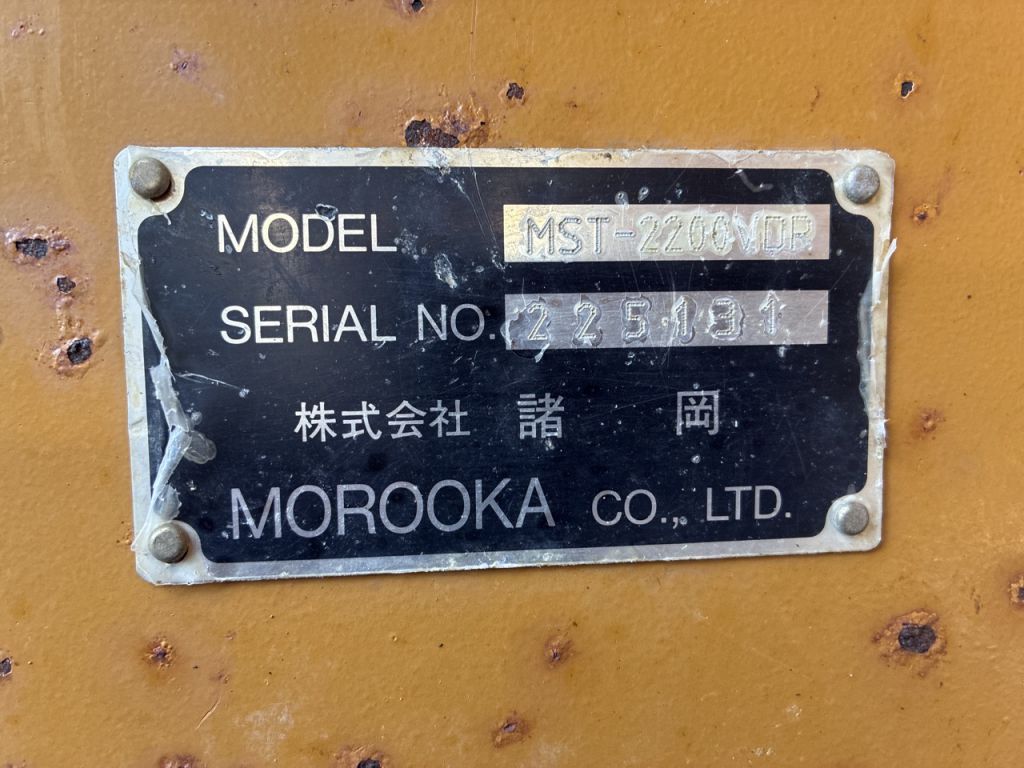 MODEL MST-2200VDR
SERIAL NO. 225131
株式会社 諸岡
MOROOKA CO., LTD.